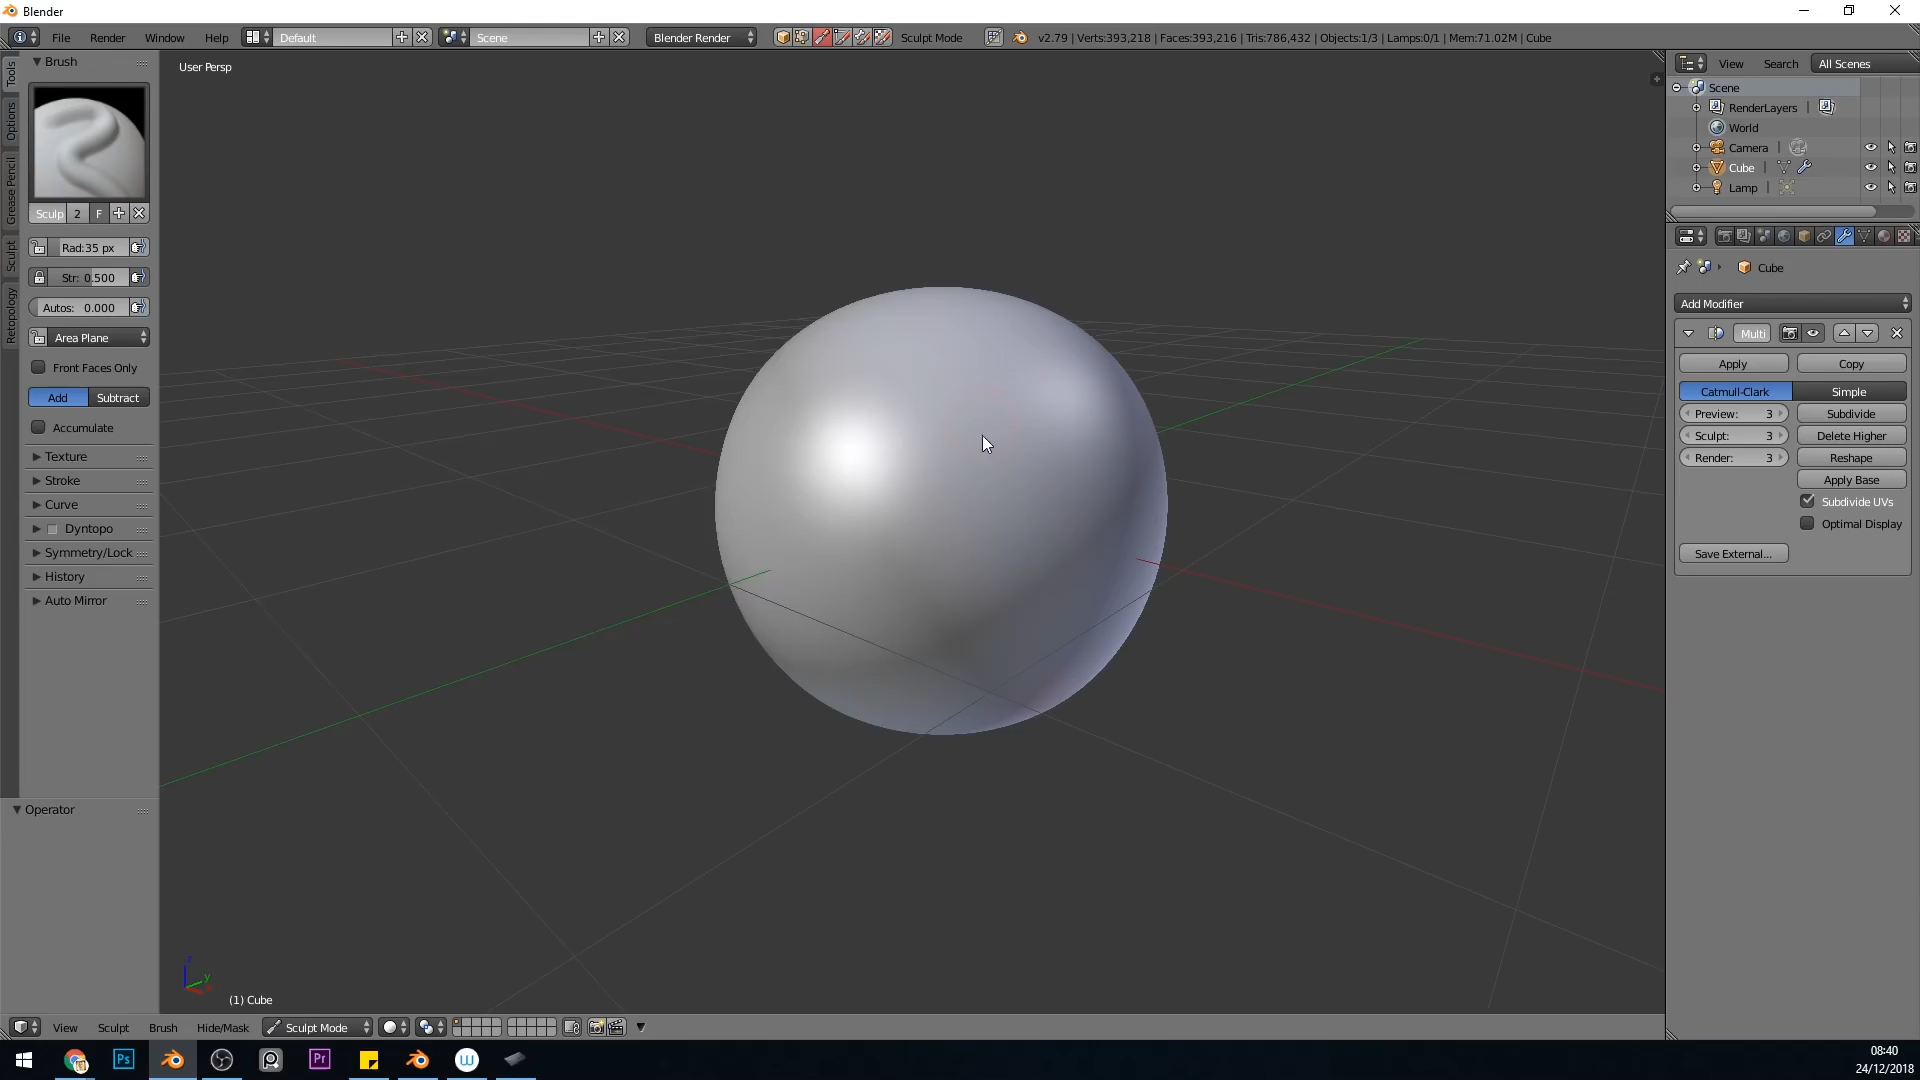 Blender
File Render Window Help Default Scene Blender Render Sculpt Mode v2.79 | Verts:393,218 | Faces:393,216 | Tris:786,432 | Objects:1/3 | Lamps:0/1 | Mem:71.02M | Cube
Tools
Options
Grease Pencil
Sculpt
Retopology
Brush
Sculp 2 F
Rad:35 px
Str: 0.500
Autos: 0.000
Area Plane
Front Faces Only
Add Subtract
Accumulate
Texture
Stroke
Curve
Dyntopo
Symmetry/Lock
History
Auto Mirror
Operator
User Persp
z
y
(1) Cube
View Sculpt Brush Hide/Mask Sculpt Mode
View Search All Scenes
Scene
RenderLayers |
World
Camera |
Cube |
Lamp |
Cube
Add Modifier
Multi
Apply Copy
Catmull-Clark Simple
Preview: 3 Subdivide
Sculpt: 3 Delete Higher
Render: 3 Reshape
Apply Base
Subdivide UVs
Optimal Display
Save External...
Ps
Pr
W
08:40
24/12/2018